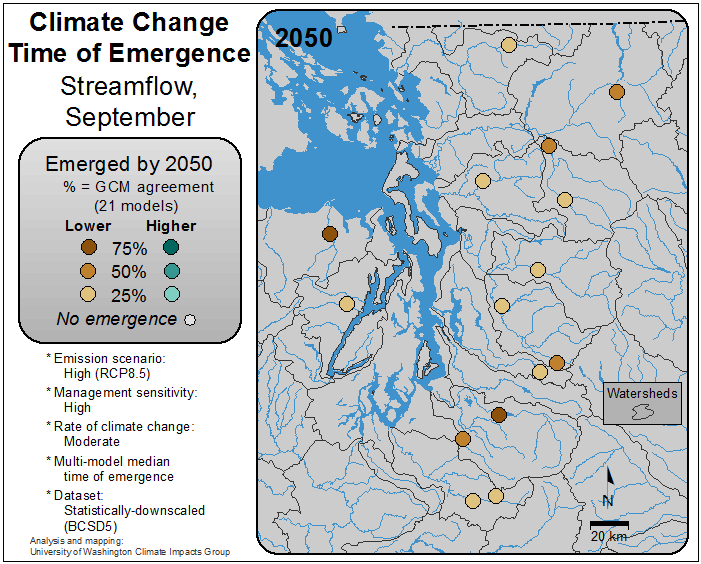 Climate Change
Time of Emergence
Streamflow,
September
Emerged by 2050
% = GCM agreement
(21 models)
Lower Higher
75%
50%
25%
No emergence
* Emission scenario:
High (RCP8.5)
* Management sensitivity:
High
* Rate of climate change:
Moderate
* Multi-model median
time of emergence
* Dataset:
Statistically-downscaled
(BCSD5)
Analysis and mapping:
University of Washington Climate Impacts Group
2050
Watersheds
N
20 km